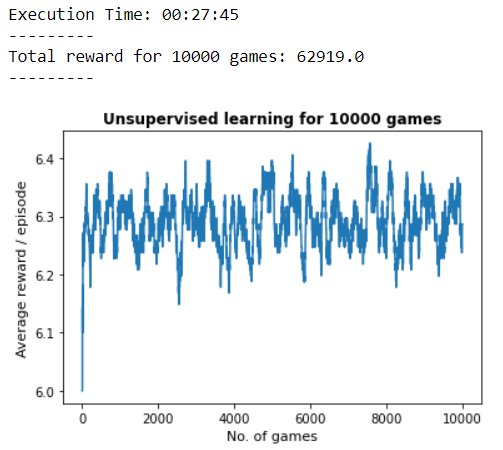 Execution Time: 00:27:45
---------
Total reward for 10000 games: 62919.0
---------
Unsupervised learning for 10000 games
Average reward / episode
6.4
6.3
6.2
6.1
6.0
0 2000 4000 6000 8000 10000
No. of games